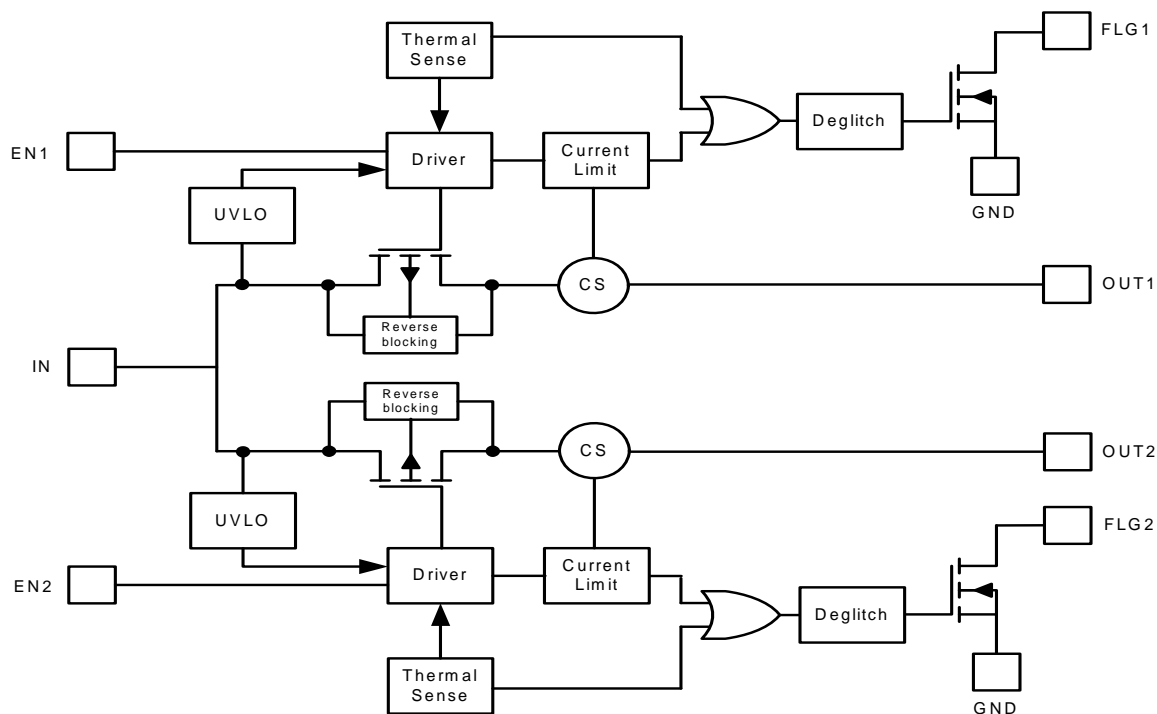 Thermal
Sense
FLG1
Deglitch
EN1
Driver
Current
Limit
UVLO
GND
CS
OUT1
Reverse
blocking
IN
Reverse
blocking
CS
OUT2
UVLO
FLG2
Driver
Current
Limit
EN2
Deglitch
Thermal
Sense
GND